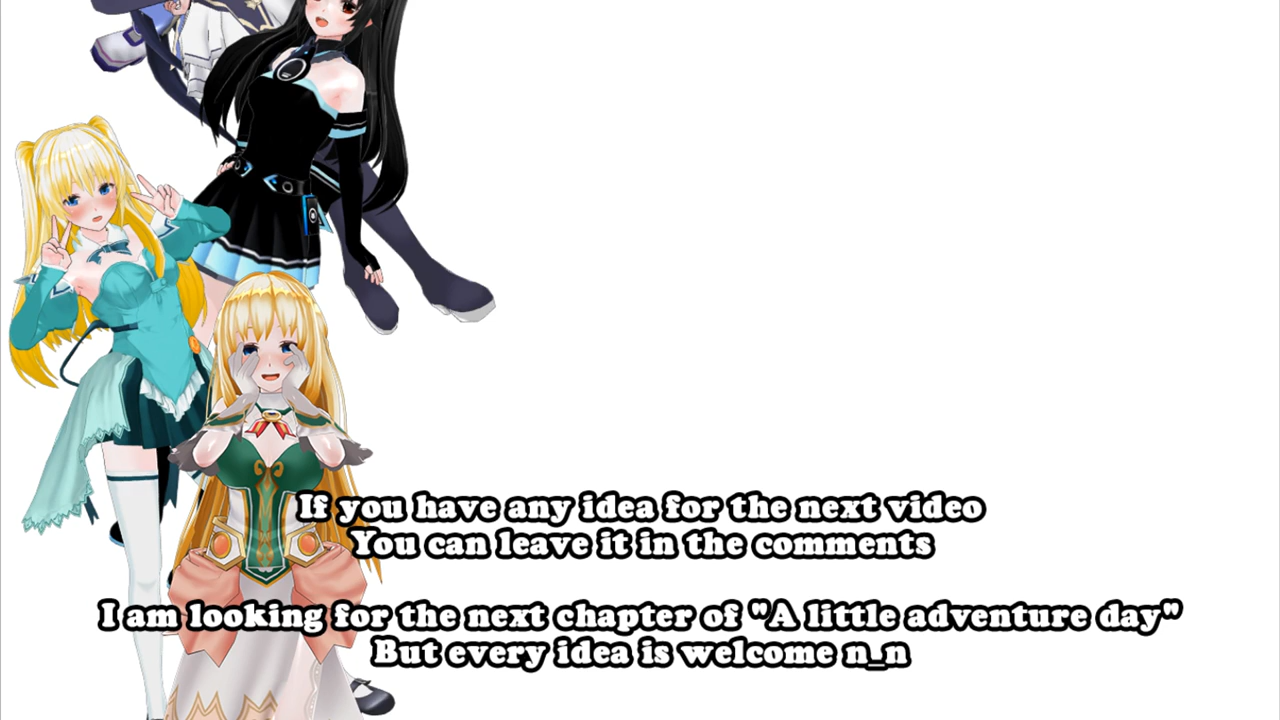 If you have any idea for the next video
You can leave it in the comments
I am looking for the next chapter of "A little adventure day"
But every idea is welcome n_n